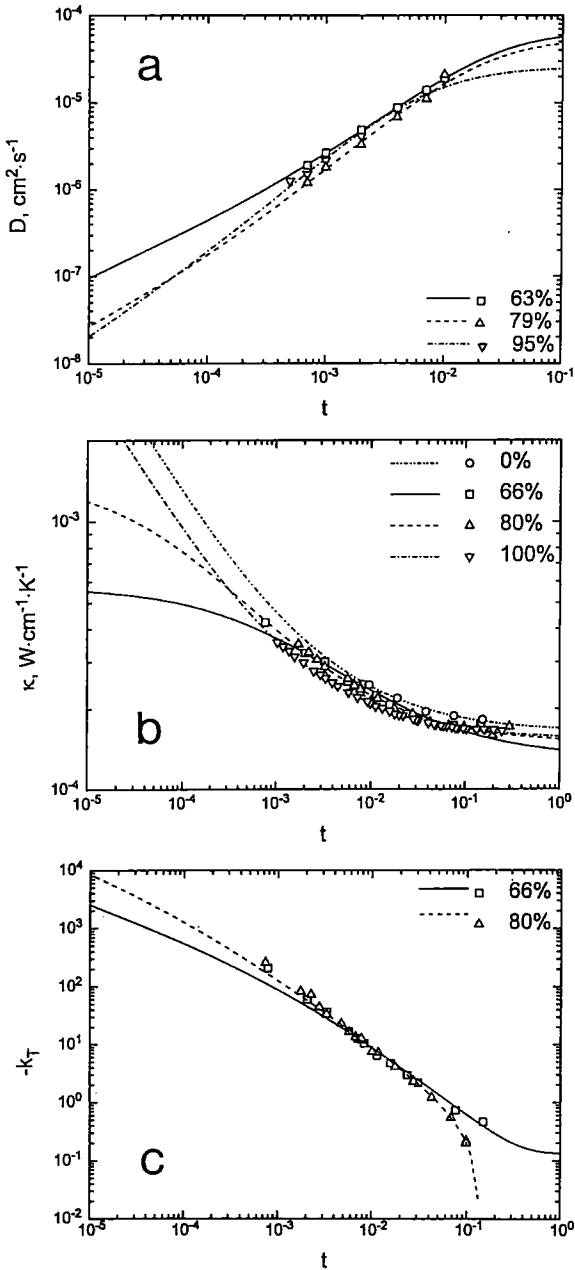 10⁻⁴
a
10⁻⁵
D, cm²·s⁻¹
10⁻⁶
10⁻⁷
63%
79%
95%
10⁻⁸
10⁻⁵ 10⁻⁴ 10⁻³ 10⁻² 10⁻¹
t
0%
66%
10⁻³
80%
100%
κ, W·cm⁻¹·K⁻¹
b
10⁻⁴
10⁻⁵ 10⁻⁴ 10⁻³ 10⁻² 10⁻¹ 10⁰
t
10⁴
66%
80%
10³
10²
-k_T
10¹
10⁰
10⁻¹
c
10⁻²
10⁻⁵ 10⁻⁴ 10⁻³ 10⁻² 10⁻¹ 10⁰
t